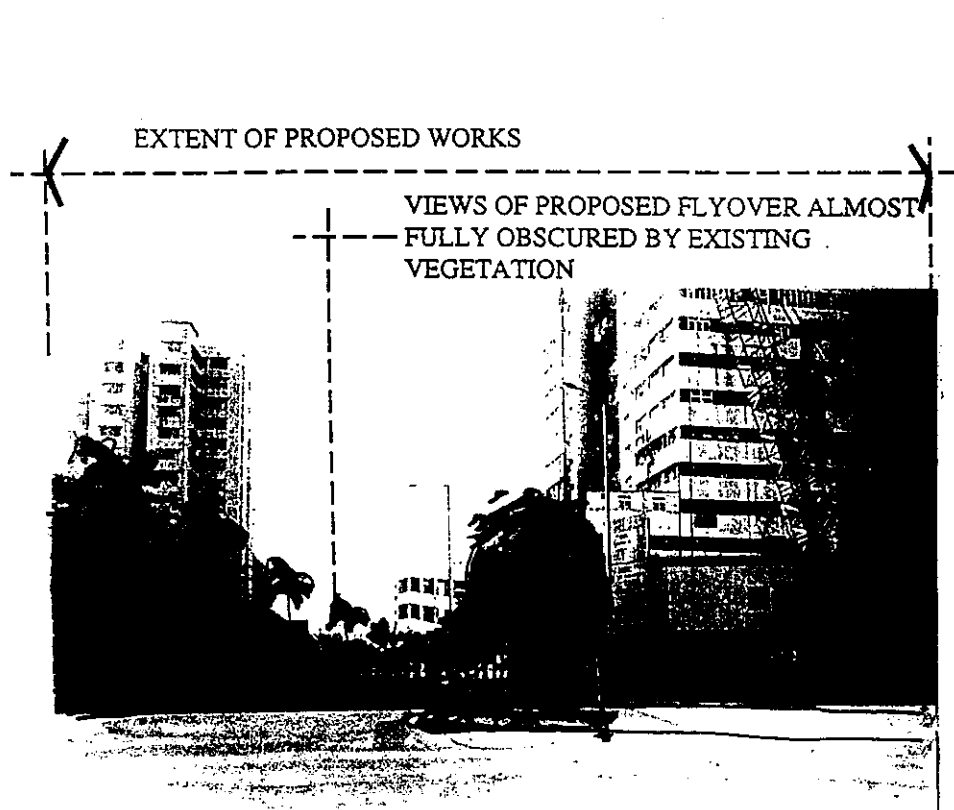 EXTENT OF PROPOSED WORKS
VIEWS OF PROPOSED FLYOVER ALMOST
FULLY OBSCURED BY EXISTING
VEGETATION